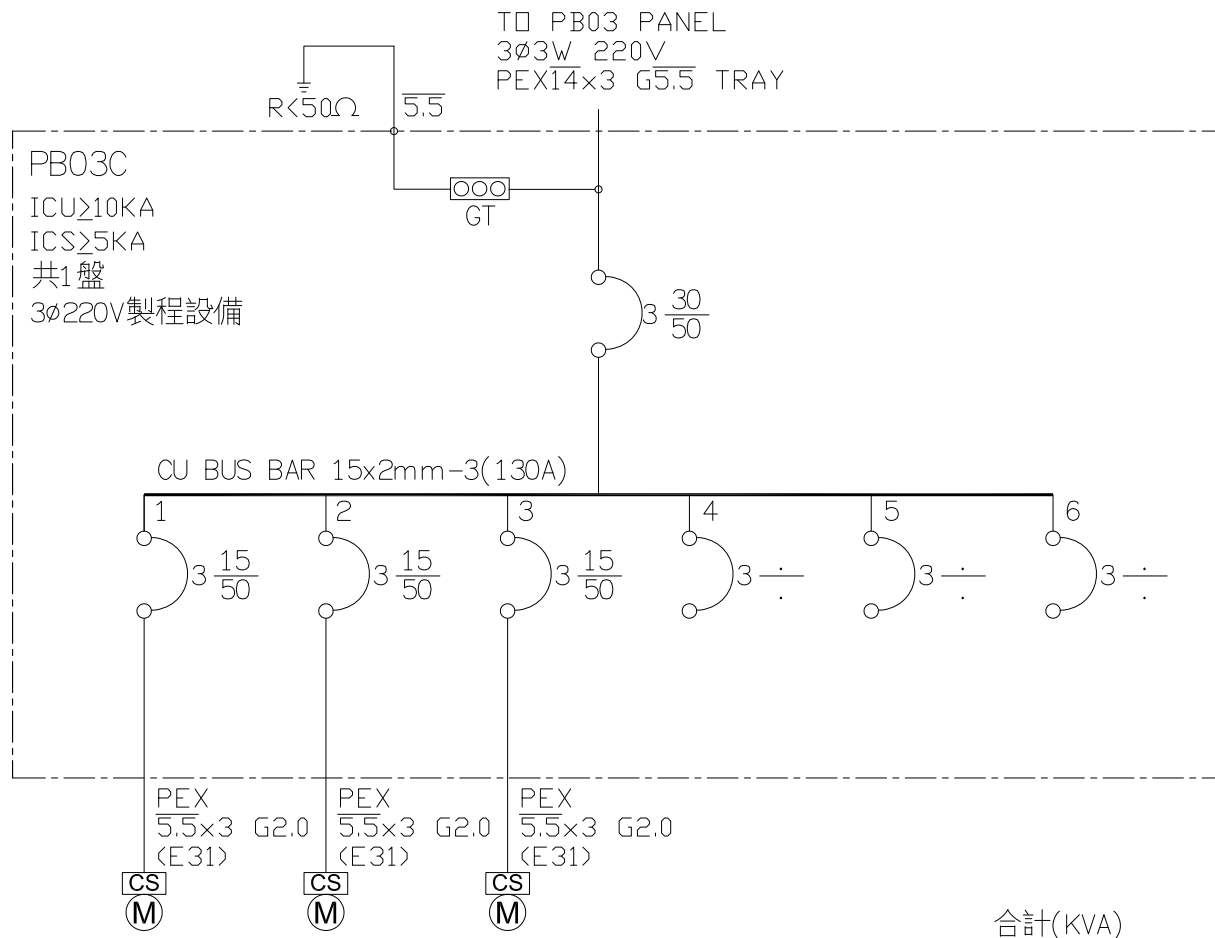 TO PB03 PANEL
3ø3W 220V
PEX14x3 G5.5 TRAY
R<50Ω
5.5
PB03C
ICU≥10KA
ICS≥5KA
共1盤
3ø220V製程設備
GT
3 30/50
CU BUS BAR 15x2mm-3(130A)
1 2 3 4 5 6
3 15/50 3 15/50 3 15/50 3 ·/· 3 ·/· 3 ·/·
PEX PEX PEX
5.5x3 G2.0 5.5x3 G2.0 5.5x3 G2.0
(E31) (E31) (E31)
CS CS CS
M M M
合計(KVA)